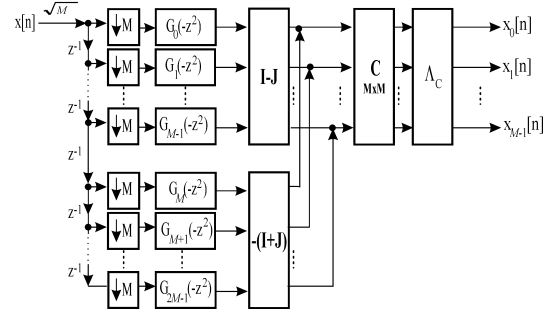 x[n] √M ↓M G₀(-z²) I-J C MxM Λ_C x₀[n]
z⁻¹ ↓M G₁(-z²) x₁[n]
z⁻¹ ↓M G_{M-1}(-z²) x_{M-1}[n]
z⁻¹ ↓M G_M(-z²) -(I+J)
z⁻¹ ↓M G_{M+1}(-z²)
z⁻¹ ↓M G_{2M-1}(-z²)